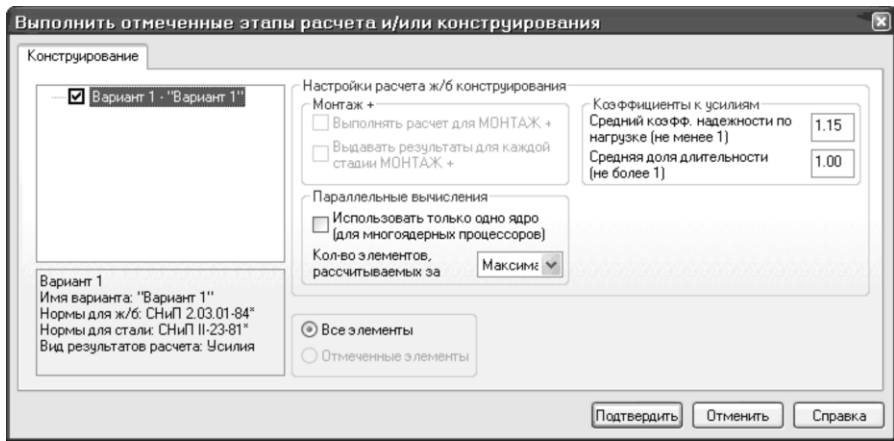 Выполнить отмеченные этапы расчета и/или конструирования
Конструирование
Вариант 1 - "Вариант 1"
Вариант 1
Имя варианта: "Вариант 1"
Нормы для ж/б: СНиП 2.03.01-84*
Нормы для стали: СНиП II-23-81*
Вид результатов расчета: Усилия
Настройки расчета ж/б конструирования
Монтаж +
Выполнять расчет для МОНТАЖ +
Выдавать результаты для каждой
стадии МОНТАЖ +
Параллельные вычисления
Использовать только одно ядро
(для многоядерных процессоров)
Кол-во элементов,
рассчитываемых за
Максима
Коэффициенты к усилиям
Средний коэфф. надежности по
нагрузке (не менее 1)
1.15
Средняя доля длительности
(не более 1)
1.00
Все элементы
Отмеченные элементы
Подтвердить
Отменить
Справка